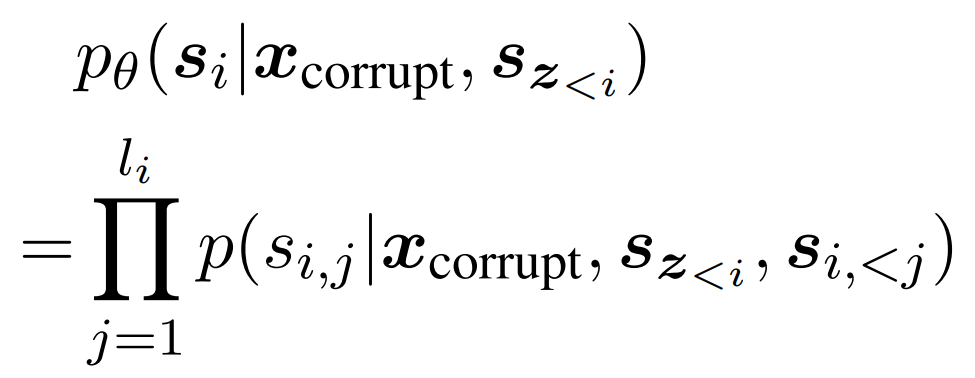 p_θ(s_i|x_corrupt, s_{z_{<i}})
= ∏_{j=1}^{l_i} p(s_{i,j}|x_corrupt, s_{z_{<i}}, s_{i,<j})